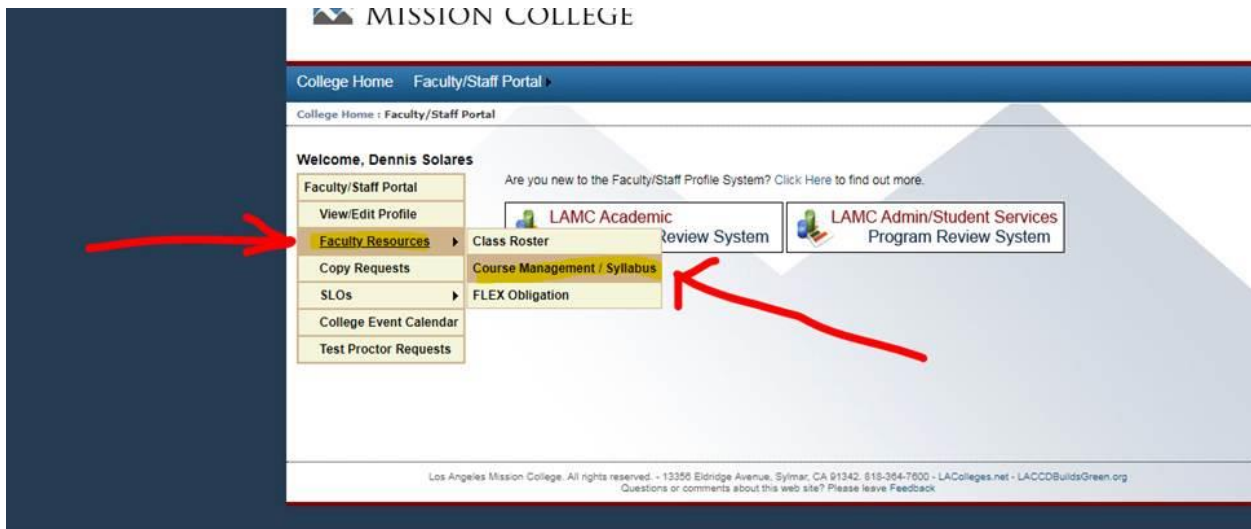 MISSION COLLEGE
College Home Faculty/Staff Portal
College Home : Faculty/Staff Portal
Welcome, Dennis Solares
Are you new to the Faculty/Staff Profile System? Click Here to find out more.
Faculty/Staff Portal
View/Edit Profile
Faculty Resources
Copy Requests
SLOs
College Event Calendar
Test Proctor Requests
Class Roster
Course Management / Syllabus
FLEX Obligation
LAMC Academic
Review System
LAMC Admin/Student Services
Program Review System
Los Angeles Mission College. All rights reserved. - 13356 Eldridge Avenue, Sylmar, CA 91342. 818-364-7600 - LAColleges.net - LACCDBuildsGreen.org
Questions or comments about this web site? Please leave Feedback